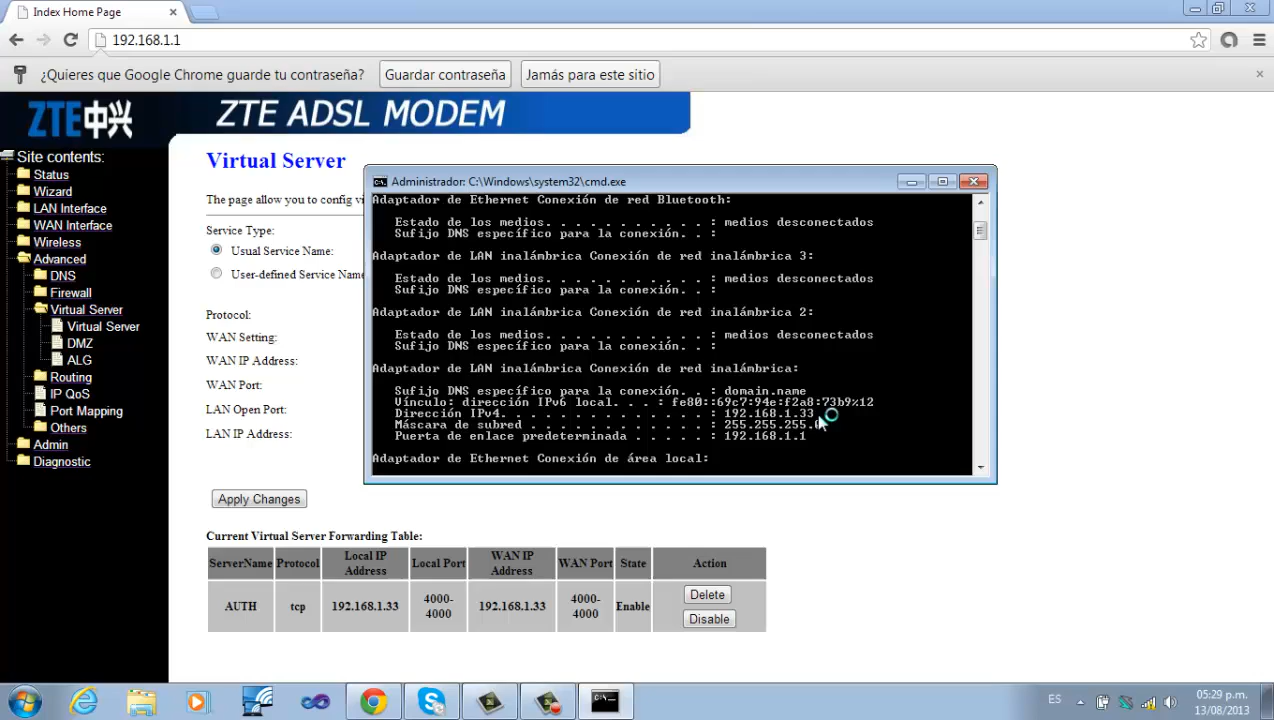 Index Home Page
192.168.1.1
¿Quieres que Google Chrome guarde tu contraseña?
Guardar contraseña
Jamás para este sitio
ZTE中兴
ZTE ADSL MODEM
Site contents:
Status
Wizard
LAN Interface
WAN Interface
Wireless
Advanced
DNS
Firewall
Virtual Server
Virtual Server
DMZ
ALG
Routing
IP QoS
Port Mapping
Others
Admin
Diagnostic
Virtual Server
The page allow you to config
Service Type:
Usual Service Name:
User-defined Service Name
Protocol:
WAN Setting:
WAN IP Address:
WAN Port:
LAN Open Port:
LAN IP Address:
Apply Changes
Administrador: C:\Windows\system32\cmd.exe
Adaptador de Ethernet Conexión de red Bluetooth:
Estado de los medios. . . . . . . . . . . : medios desconectados
Sufijo DNS específico para la conexión. . :
Adaptador de LAN inalámbrica Conexión de red inalámbrica 3:
Estado de los medios. . . . . . . . . . . : medios desconectados
Sufijo DNS específico para la conexión. . :
Adaptador de LAN inalámbrica Conexión de red inalámbrica 2:
Estado de los medios. . . . . . . . . . . : medios desconectados
Sufijo DNS específico para la conexión. . :
Adaptador de LAN inalámbrica Conexión de red inalámbrica:
Sufijo DNS específico para la conexión. . : domain.name
Vínculo: dirección IPv6 local. . . : fe80::69c7:94e:f2a8:73b9%12
Dirección IPv4. . . . . . . . . . . . . . : 192.168.1.33
Máscara de subred . . . . . . . . . . . . : 255.255.255.0
Puerta de enlace predeterminada . . . . . : 192.168.1.1
Adaptador de Ethernet Conexión de área local:
Current Virtual Server Forwarding Table:
ServerName Protocol Local IP Address Local Port WAN IP Address WAN Port State Action
AUTH tcp 192.168.1.33 4000-4000 192.168.1.33 4000-4000 Enable Delete
Disable
ES
05:29 p.m.
13/08/2013